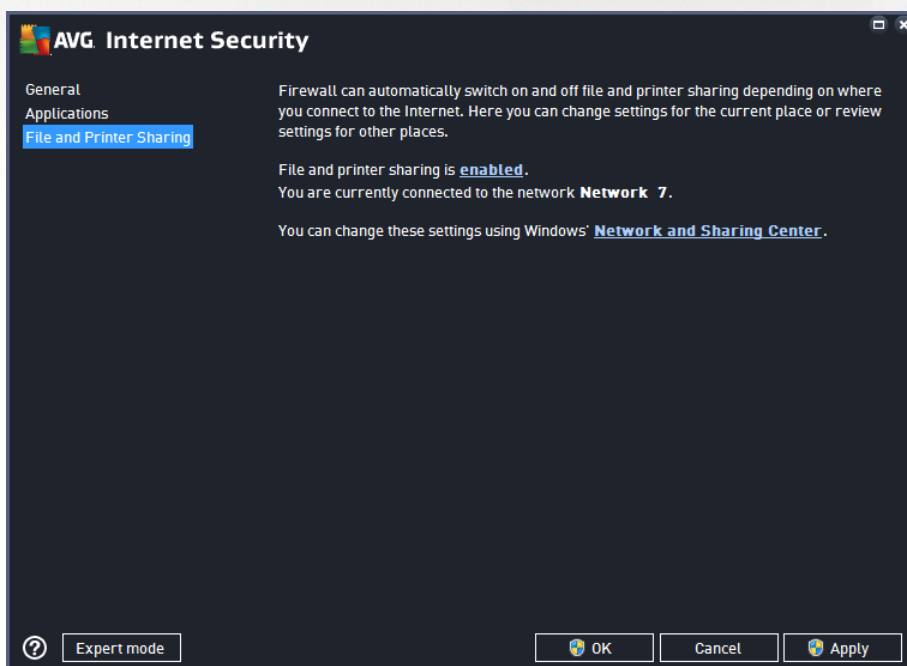 AVG. Internet Security
General
Applications
File and Printer Sharing
Firewall can automatically switch on and off file and printer sharing depending on where
you connect to the Internet. Here you can change settings for the current place or review
settings for other places.
File and printer sharing is enabled.
You are currently connected to the network Network 7.
You can change these settings using Windows' Network and Sharing Center.
?
Expert mode
OK
Cancel
Apply